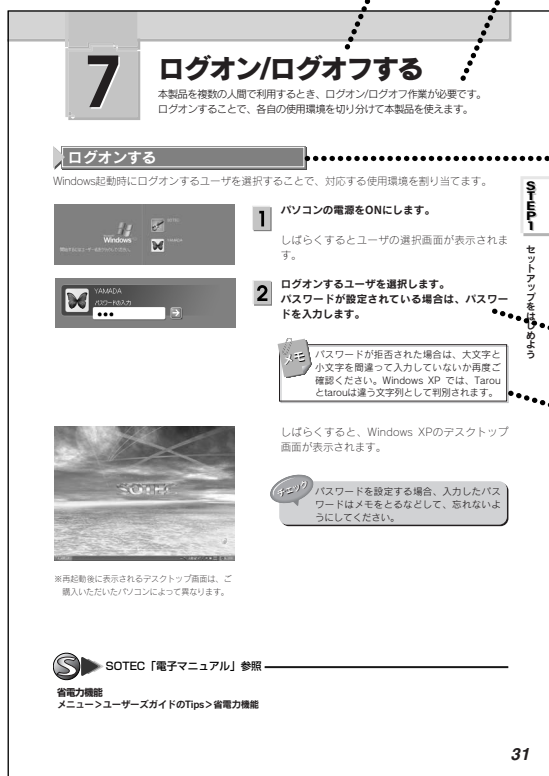 7
ログオン/ログオフする
本製品を複数の人間で利用するとき、ログオン/ログオフ作業が必要です。
ログオンすることで、各自の使用環境を切り分けて本製品を使えます。
ログオンする
Windows起動時にログオンするユーザを選択することで、対応する使用環境を割り当てます。
Windows
SOTEC
YAMADA
1
パソコンの電源をONにします。
しばらくするとユーザの選択画面が表示されま
す。
YAMADA
パスワードの入力
2
ログオンするユーザを選択します。
パスワードが設定されている場合は、パスワー
ドを入力します。
メモ
パスワードが拒否された場合は、大文字と
小文字を間違って入力していないか再度ご
確認ください。Windows XP では、Tarou
とtarouは違う文字列として判別されます。
しばらくすると、Windows XPのデスクトップ
画面が表示されます。
SOTEC
チェック
パスワードを設定する場合、入力したパス
ワードはメモをとるなどして、忘れないよ
うにしてください。
※再起動後に表示されるデスクトップ画面は、ご
購入いただいたパソコンによって異なります。
STEP1
セットアップをはじめよう
SOTEC「電子マニュアル」参照
省電力機能
メニュー＞ユーザーズガイドのTips＞省電力機能
31